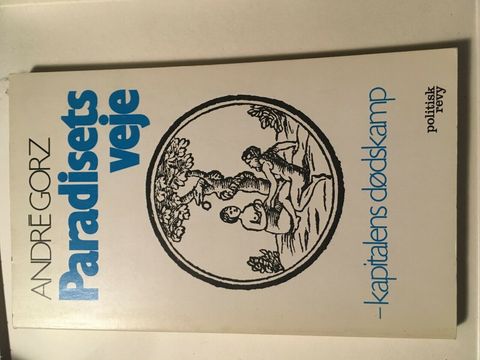 ANDRE GORZ
Paradisets
veje
–kapitalens dødskamp
politisk
revy